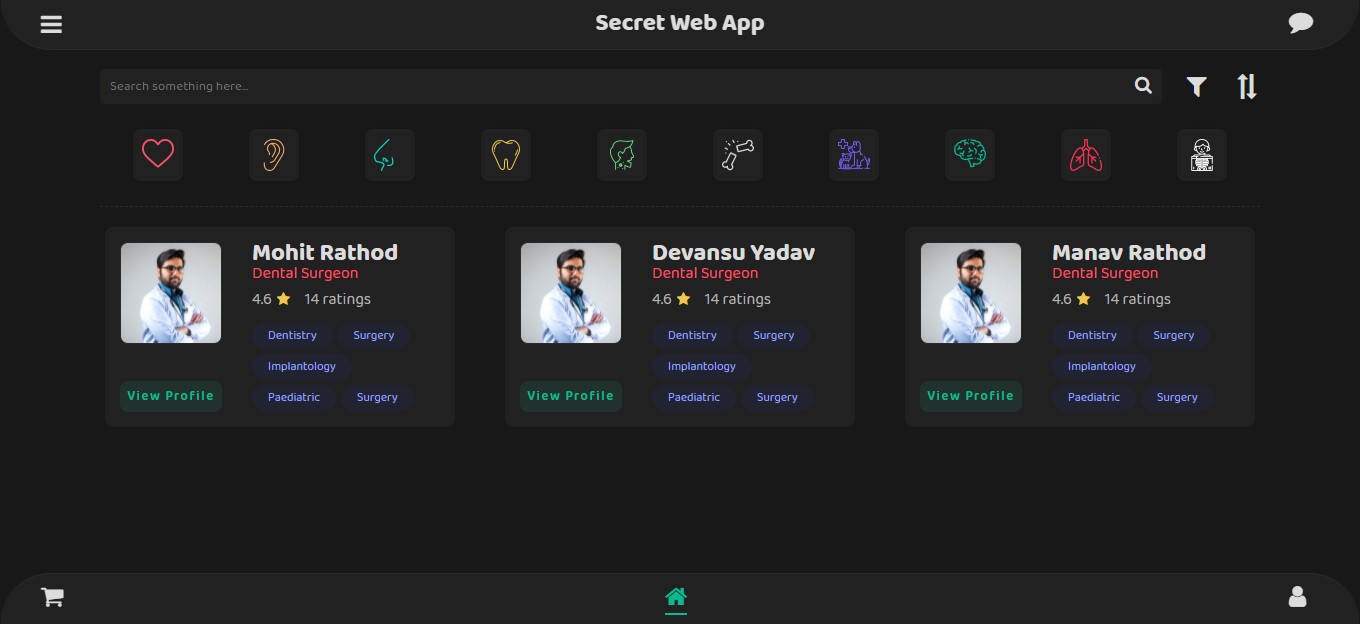 Secret Web App
Search something here...
Mohit Rathod
Dental Surgeon
4.6 14 ratings
Dentistry Surgery
Implantology
Paediatric Surgery
View Profile
Devansu Yadav
Dental Surgeon
4.6 14 ratings
Dentistry Surgery
Implantology
Paediatric Surgery
View Profile
Manav Rathod
Dental Surgeon
4.6 14 ratings
Dentistry Surgery
Implantology
Paediatric Surgery
View Profile